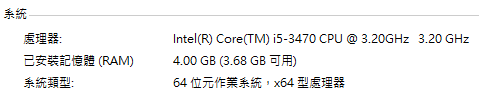 系統
處理器: Intel(R) Core(TM) i5-3470 CPU @ 3.20GHz 3.20 GHz
已安裝記憶體 (RAM) 4.00 GB (3.68 GB 可用)
系統類型: 64 位元作業系統，x64 型處理器